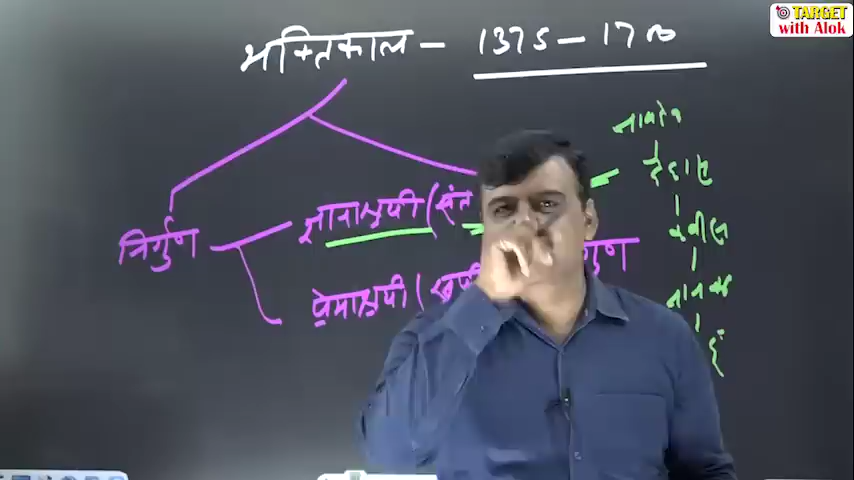 TARGET
with Alok
भक्तिकाल – 1375 – 1700
नामदेव
रैदास
ज्ञानाश्रयी (संत
निर्गुण
कबीर
गुण
नानक
प्रेमाश्रयी (